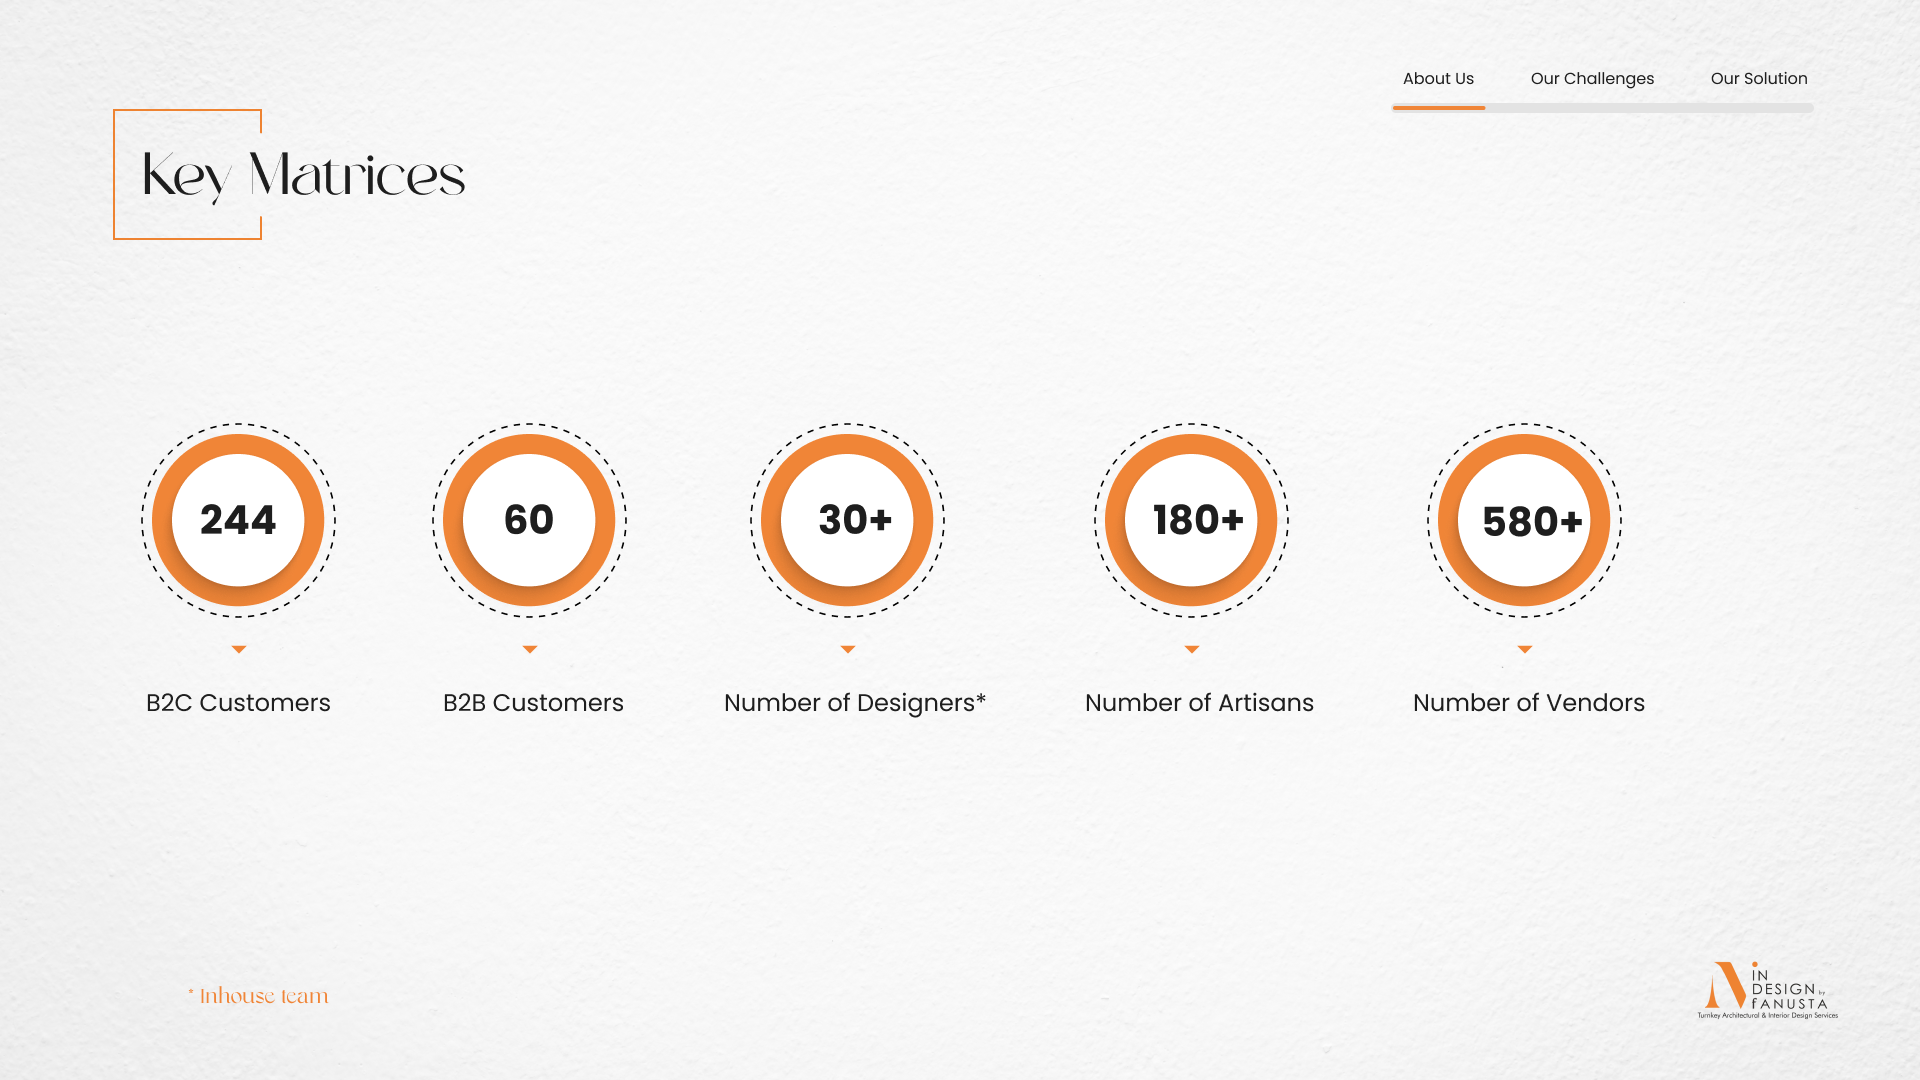 About Us Our Challenges Our Solution
Key Matrices
244 60 30+ 180+ 580+
B2C Customers B2B Customers Number of Designers* Number of Artisans Number of Vendors
* Inhouse team
IN
DESIGN by
fANUSTA
Turnkey Architectural & Interior Design Services